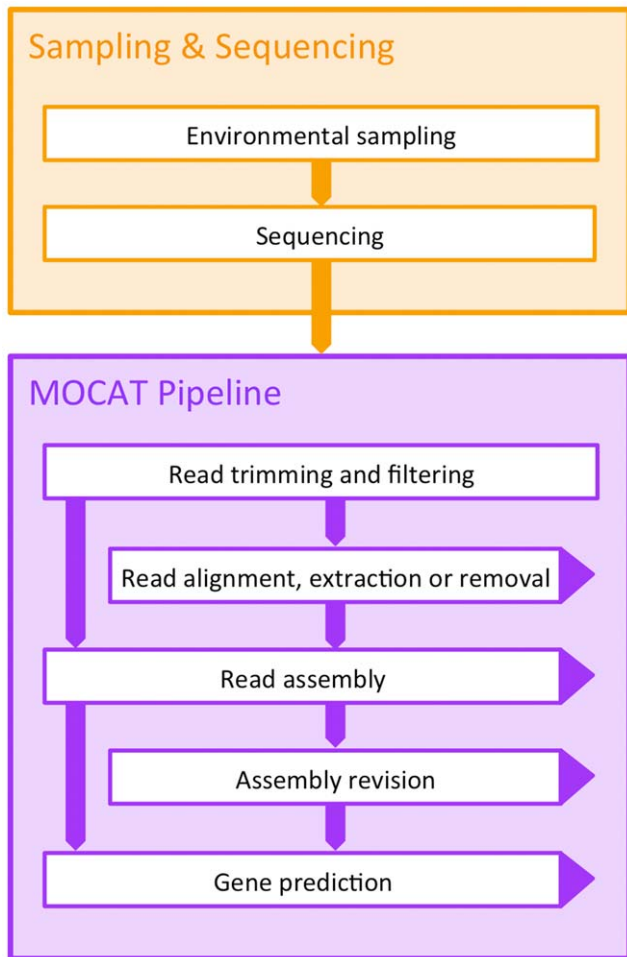 Sampling & Sequencing
Environmental sampling
Sequencing
MOCAT Pipeline
Read trimming and filtering
Read alignment, extraction or removal
Read assembly
Assembly revision
Gene prediction